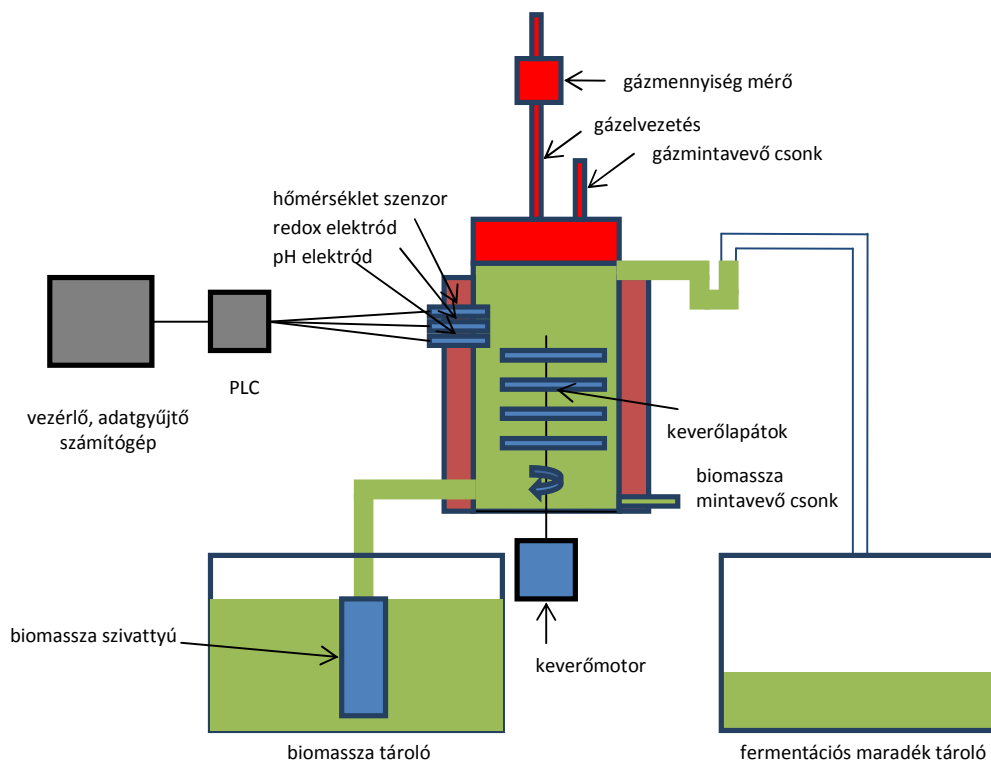 gázmennyiség mérő
gázelvezetés
gázmintavevő csonk
hőmérséklet szenzor
redox elektród
pH elektród
PLC
vezérlő, adatgyűjtő
számítógép
keverőlapátok
biomassza
mintavevő csonk
biomassza szivattyú
keverőmotor
biomassza tároló
fermentációs maradék tároló